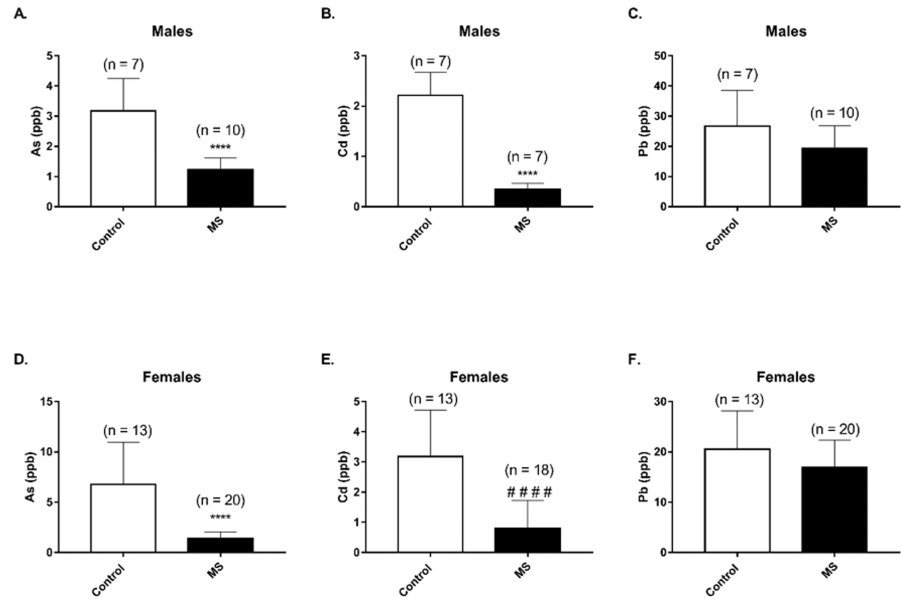 A.
Males
5
4
3
2
1
0
As (ppb)
(n = 7)
(n = 10)
****
Control
MS
B.
Males
3
2
1
0
Cd (ppb)
(n = 7)
(n = 7)
****
Control
MS
C.
Males
50
40
30
20
10
0
Pb (ppb)
(n = 7)
(n = 10)
Control
MS
D.
Females
15
10
5
0
As (ppb)
(n = 13)
(n = 20)
****
Control
MS
E.
Females
5
4
3
2
1
0
Cd (ppb)
(n = 13)
(n = 18)
# # # #
Control
MS
F.
Females
30
20
10
0
Pb (ppb)
(n = 13)
(n = 20)
Control
MS